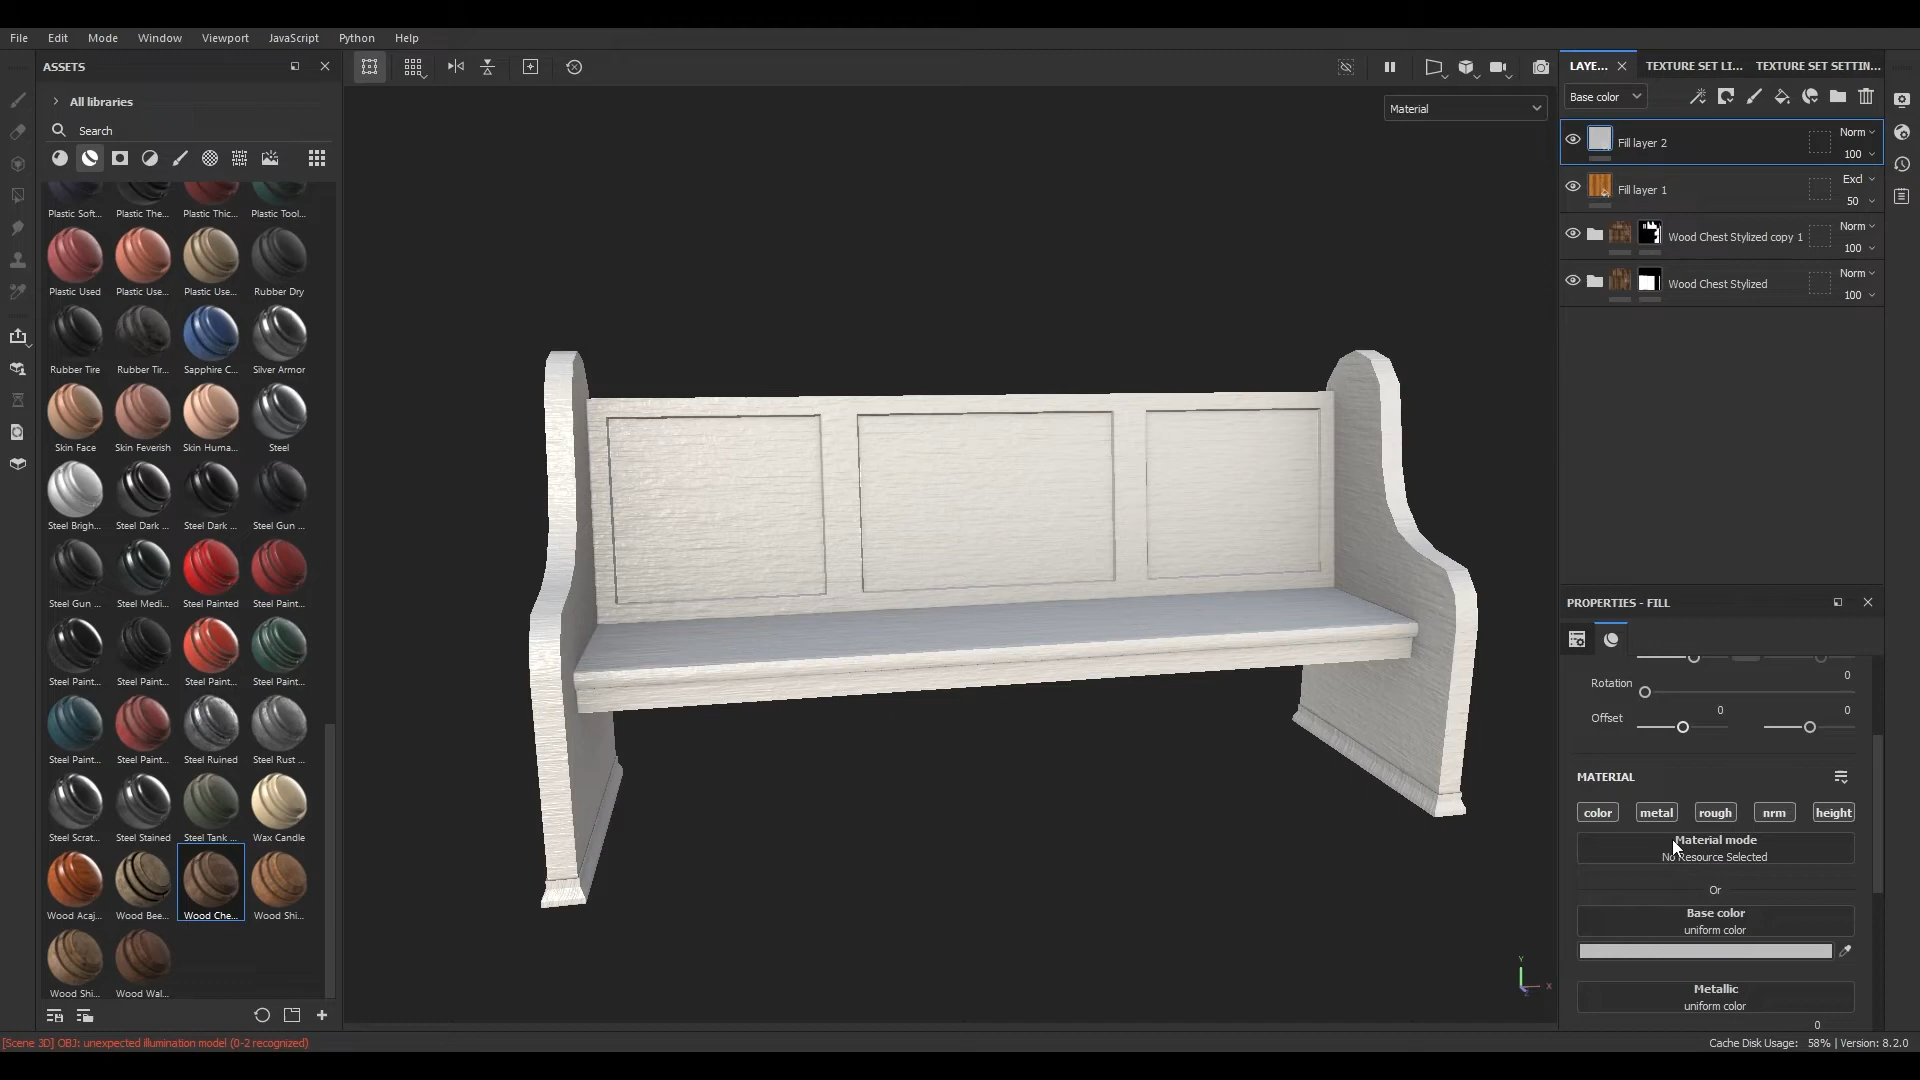 File Edit Mode Window Viewport JavaScript Python Help
ASSETS
All libraries
Search
Plastic Soft... Plastic The... Plastic Thic... Plastic Tool...
Plastic Used Plastic Use... Plastic Use... Rubber Dry
Rubber Tire Rubber Tir... Sapphire C... Silver Armor
Skin Face Skin Feverish Skin Huma... Steel
Steel Brigh... Steel Dark ... Steel Dark ... Steel Gun ...
Steel Gun ... Steel Medi... Steel Painted Steel Paint...
Steel Paint... Steel Paint... Steel Paint... Steel Paint...
Steel Paint... Steel Paint... Steel Ruined Steel Rust ...
Steel Scrat... Steel Stained Steel Tank ... Wax Candle
Wood Acaj... Wood Bee... Wood Che... Wood Shi...
Wood Shi... Wood Wal...
Material
Y
X
LAYE... TEXTURE SET LI... TEXTURE SET SETTIN...
Base color
Fill layer 2 Norm 100
Fill layer 1 Excl 50
Wood Chest Stylized copy 1 Norm 100
Wood Chest Stylized Norm 100
PROPERTIES - FILL
Rotation 0
Offset 0 0
MATERIAL
color metal rough nrm height
Material mode
No Resource Selected
Or
Base color
uniform color
Metallic
uniform color
0
[Scene 3D] OBJ: unexpected illumination model (0-2 recognized)
Cache Disk Usage: 58% | Version: 8.2.0